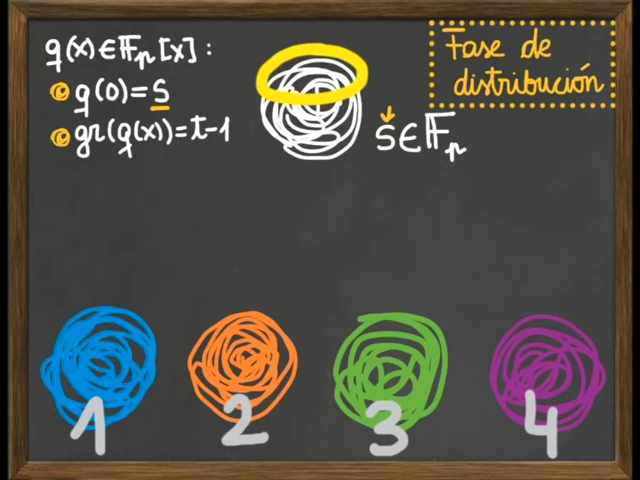 q(x)∈𝔽p[x]:
q(0)=s
gr(q(x))=t-1
Fase de
distribución
s∈𝔽p
1 2 3 4